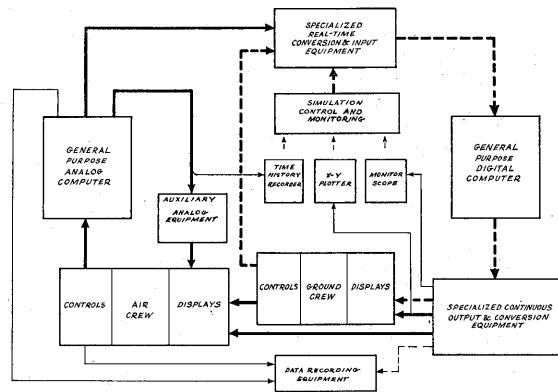 SPECIALIZED
REAL-TIME
CONVERSION & INPUT
EQUIPMENT
SIMULATION
CONTROL AND
MONITORING
GENERAL
PURPOSE
ANALOG
COMPUTER
GENERAL
PURPOSE
DIGITAL
COMPUTER
TIME
HISTORY
RECORDER
X-Y
PLOTTER
MONITOR
SCOPE
AUXILIARY
ANALOG
EQUIPMENT
CONTROLS
AIR
CREW
DISPLAYS
CONTROLS
GROUND
CREW
DISPLAYS
SPECIALIZED CONTINUOUS
OUTPUT & CONVERSION
EQUIPMENT
DATA RECORDING
EQUIPMENT